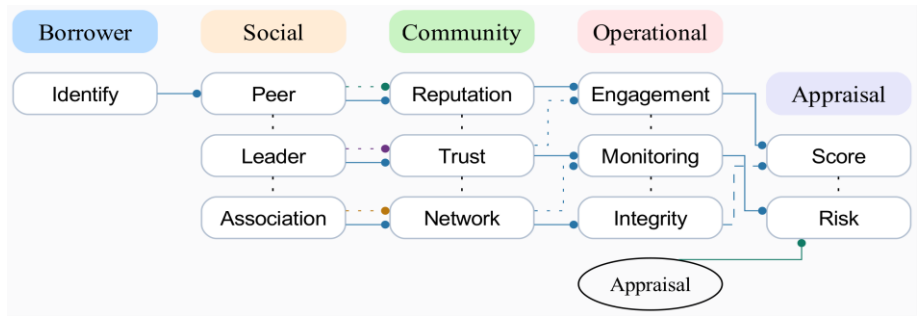 Borrower
Social
Community
Operational
Identify
Peer
Reputation
Engagement
Appraisal
Leader
Trust
Monitoring
Score
Association
Network
Integrity
Risk
Appraisal